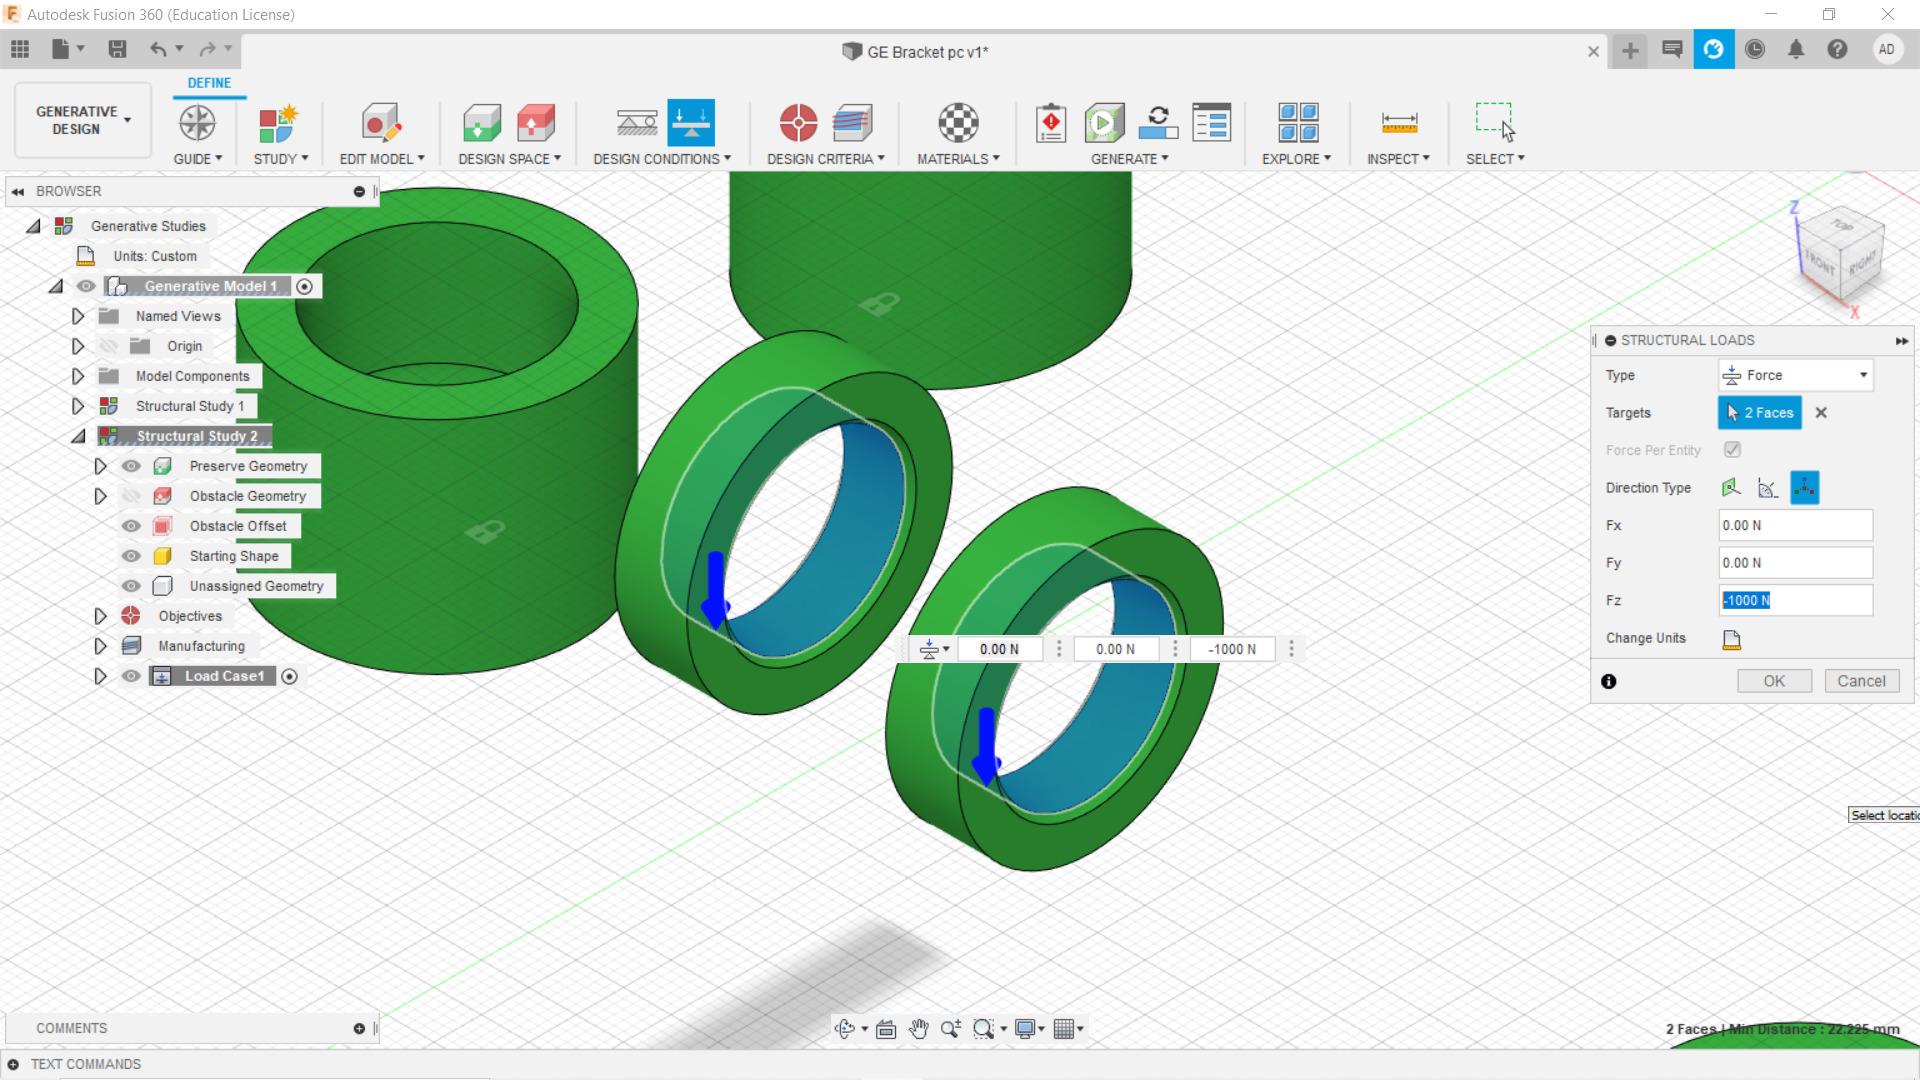 Autodesk Fusion 360 (Education License)
GE Bracket pc v1*
AD
DEFINE
GENERATIVE DESIGN
GUIDE
STUDY
EDIT MODEL
DESIGN SPACE
DESIGN CONDITIONS
DESIGN CRITERIA
MATERIALS
GENERATE
EXPLORE
INSPECT
SELECT
BROWSER
Generative Studies
Units: Custom
Generative Model 1
Named Views
Origin
Model Components
Structural Study 1
Structural Study 2
Preserve Geometry
Obstacle Geometry
Obstacle Offset
Starting Shape
Unassigned Geometry
Objectives
Manufacturing
Load Case1
0.00 N
0.00 N
-1000 N
Z
TOP
FRONT
RIGHT
X
STRUCTURAL LOADS
Type Force
Targets 2 Faces
Force Per Entity
Direction Type
Fx 0.00 N
Fy 0.00 N
Fz -1000 N
Change Units
OK Cancel
Select locatio
COMMENTS
2 Faces | Min Distance : 22.225 mm
TEXT COMMANDS